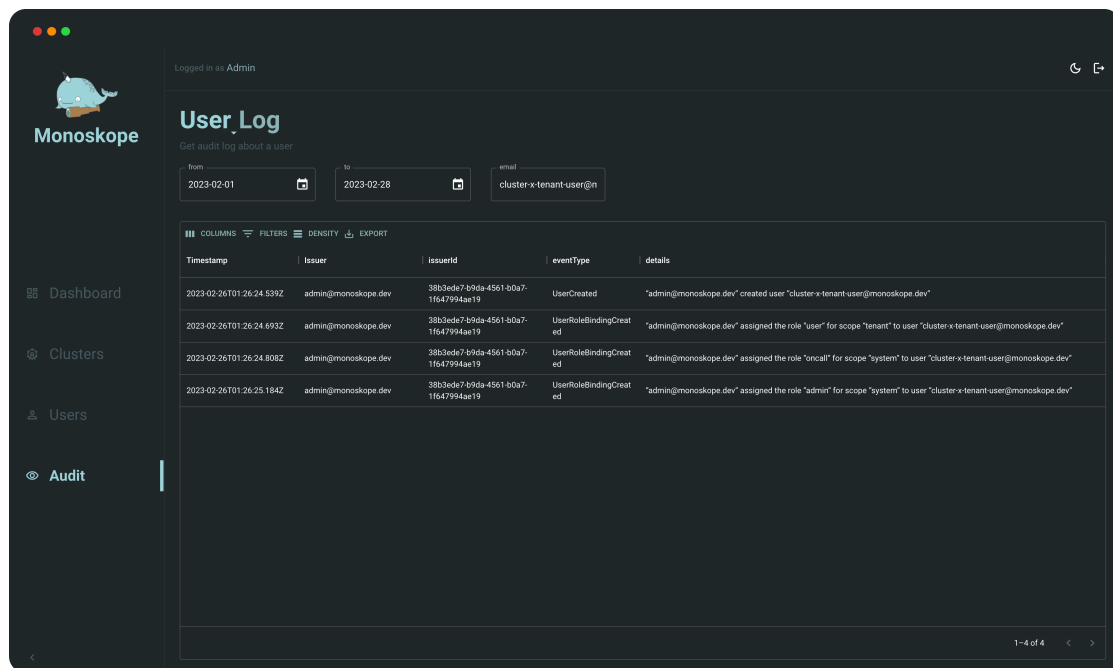 Logged in as Admin
Monoskope
User Log
Get audit log about a user
from
2023-02-01
to
2023-02-28
email
cluster-x-tenant-user@n
COLUMNS FILTERS DENSITY EXPORT
Timestamp Issuer issuerId eventType details
2023-02-26T01:26:24.539Z admin@monoskope.dev 38b3ede7-b9da-4561-b0a7-
1f647994ae19 UserCreated "admin@monoskope.dev" created user "cluster-x-tenant-user@monoskope.dev"
2023-02-26T01:26:24.693Z admin@monoskope.dev 38b3ede7-b9da-4561-b0a7-
1f647994ae19 UserRoleBindingCreat
ed "admin@monoskope.dev" assigned the role "user" for scope "tenant" to user "cluster-x-tenant-user@monoskope.dev"
2023-02-26T01:26:24.808Z admin@monoskope.dev 38b3ede7-b9da-4561-b0a7-
1f647994ae19 UserRoleBindingCreat
ed "admin@monoskope.dev" assigned the role "oncall" for scope "system" to user "cluster-x-tenant-user@monoskope.dev"
2023-02-26T01:26:25.184Z admin@monoskope.dev 38b3ede7-b9da-4561-b0a7-
1f647994ae19 UserRoleBindingCreat
ed "admin@monoskope.dev" assigned the role "admin" for scope "system" to user "cluster-x-tenant-user@monoskope.dev"
Dashboard
Clusters
Users
Audit
1–4 of 4